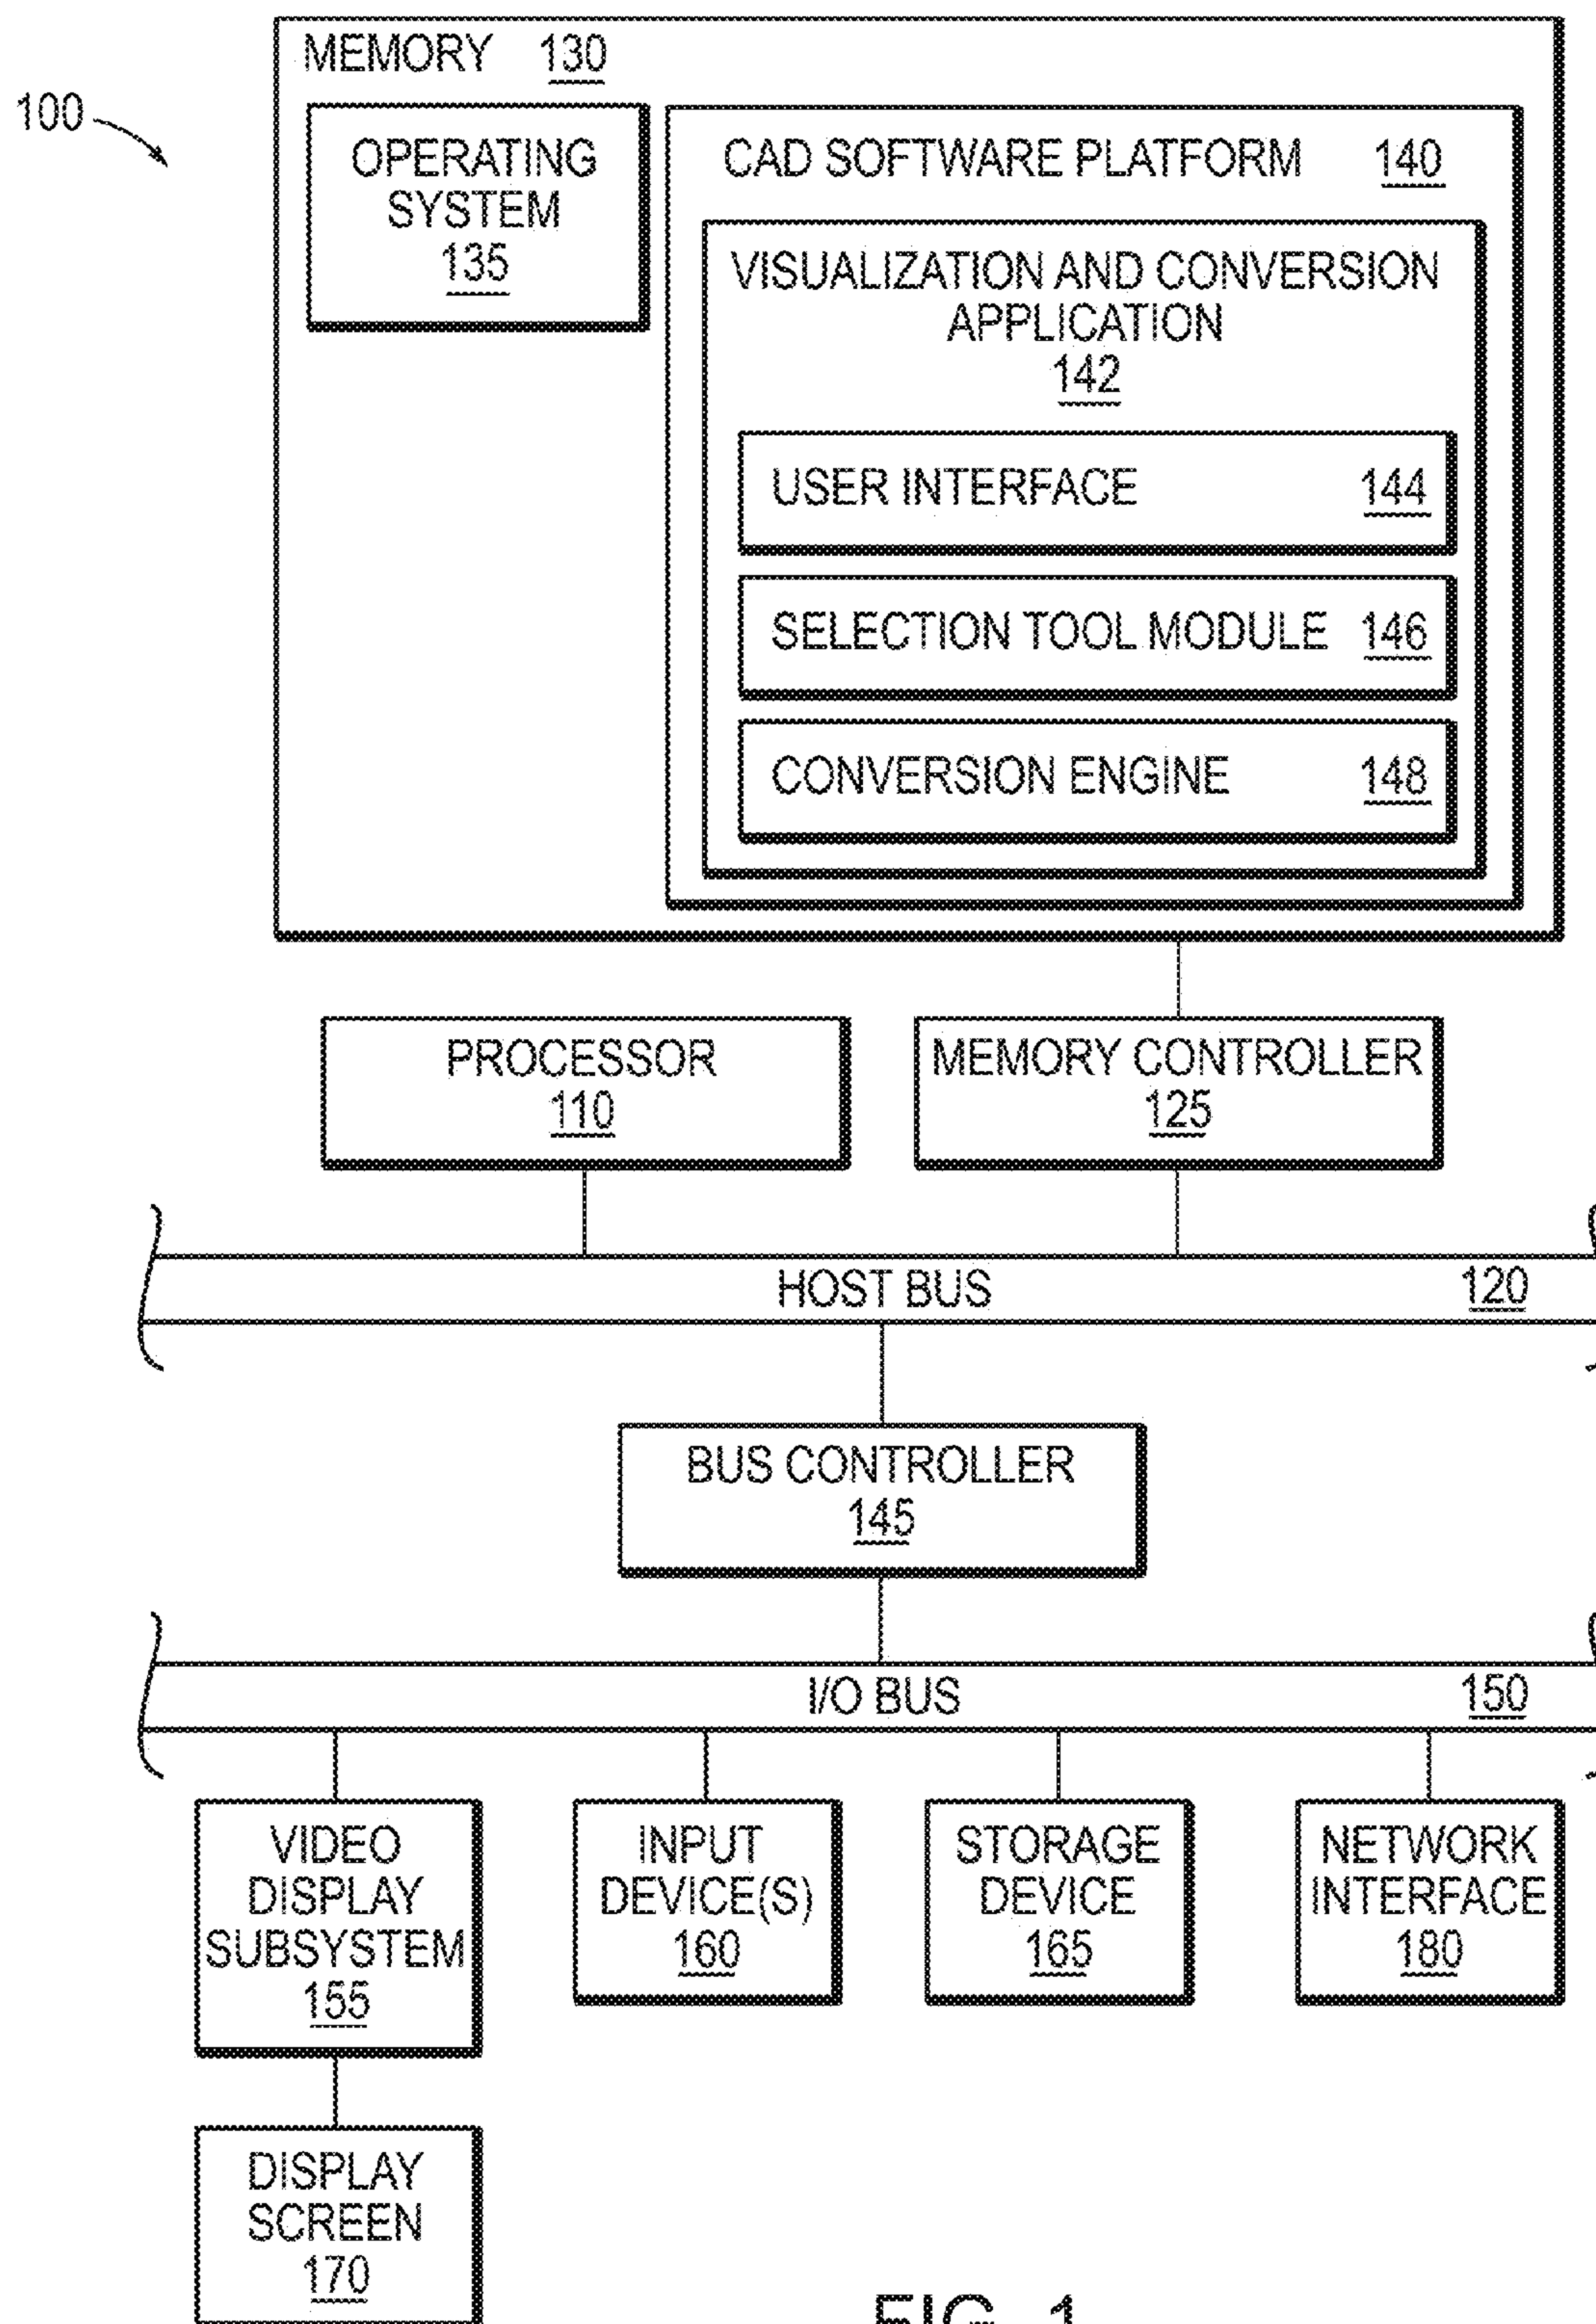 MEMORY 130
100
OPERATING
SYSTEM
135
CAD SOFTWARE PLATFORM 140
VISUALIZATION AND CONVERSION
APPLICATION
142
USER INTERFACE 144
SELECTION TOOL MODULE 146
CONVERSION ENGINE 148
PROCESSOR
110
MEMORY CONTROLLER
125
HOST BUS 120
BUS CONTROLLER
145
I/O BUS 150
VIDEO
DISPLAY
SUBSYSTEM
155
INPUT
DEVICE(S)
160
STORAGE
DEVICE
165
NETWORK
INTERFACE
180
DISPLAY
SCREEN
170
FIG. 1